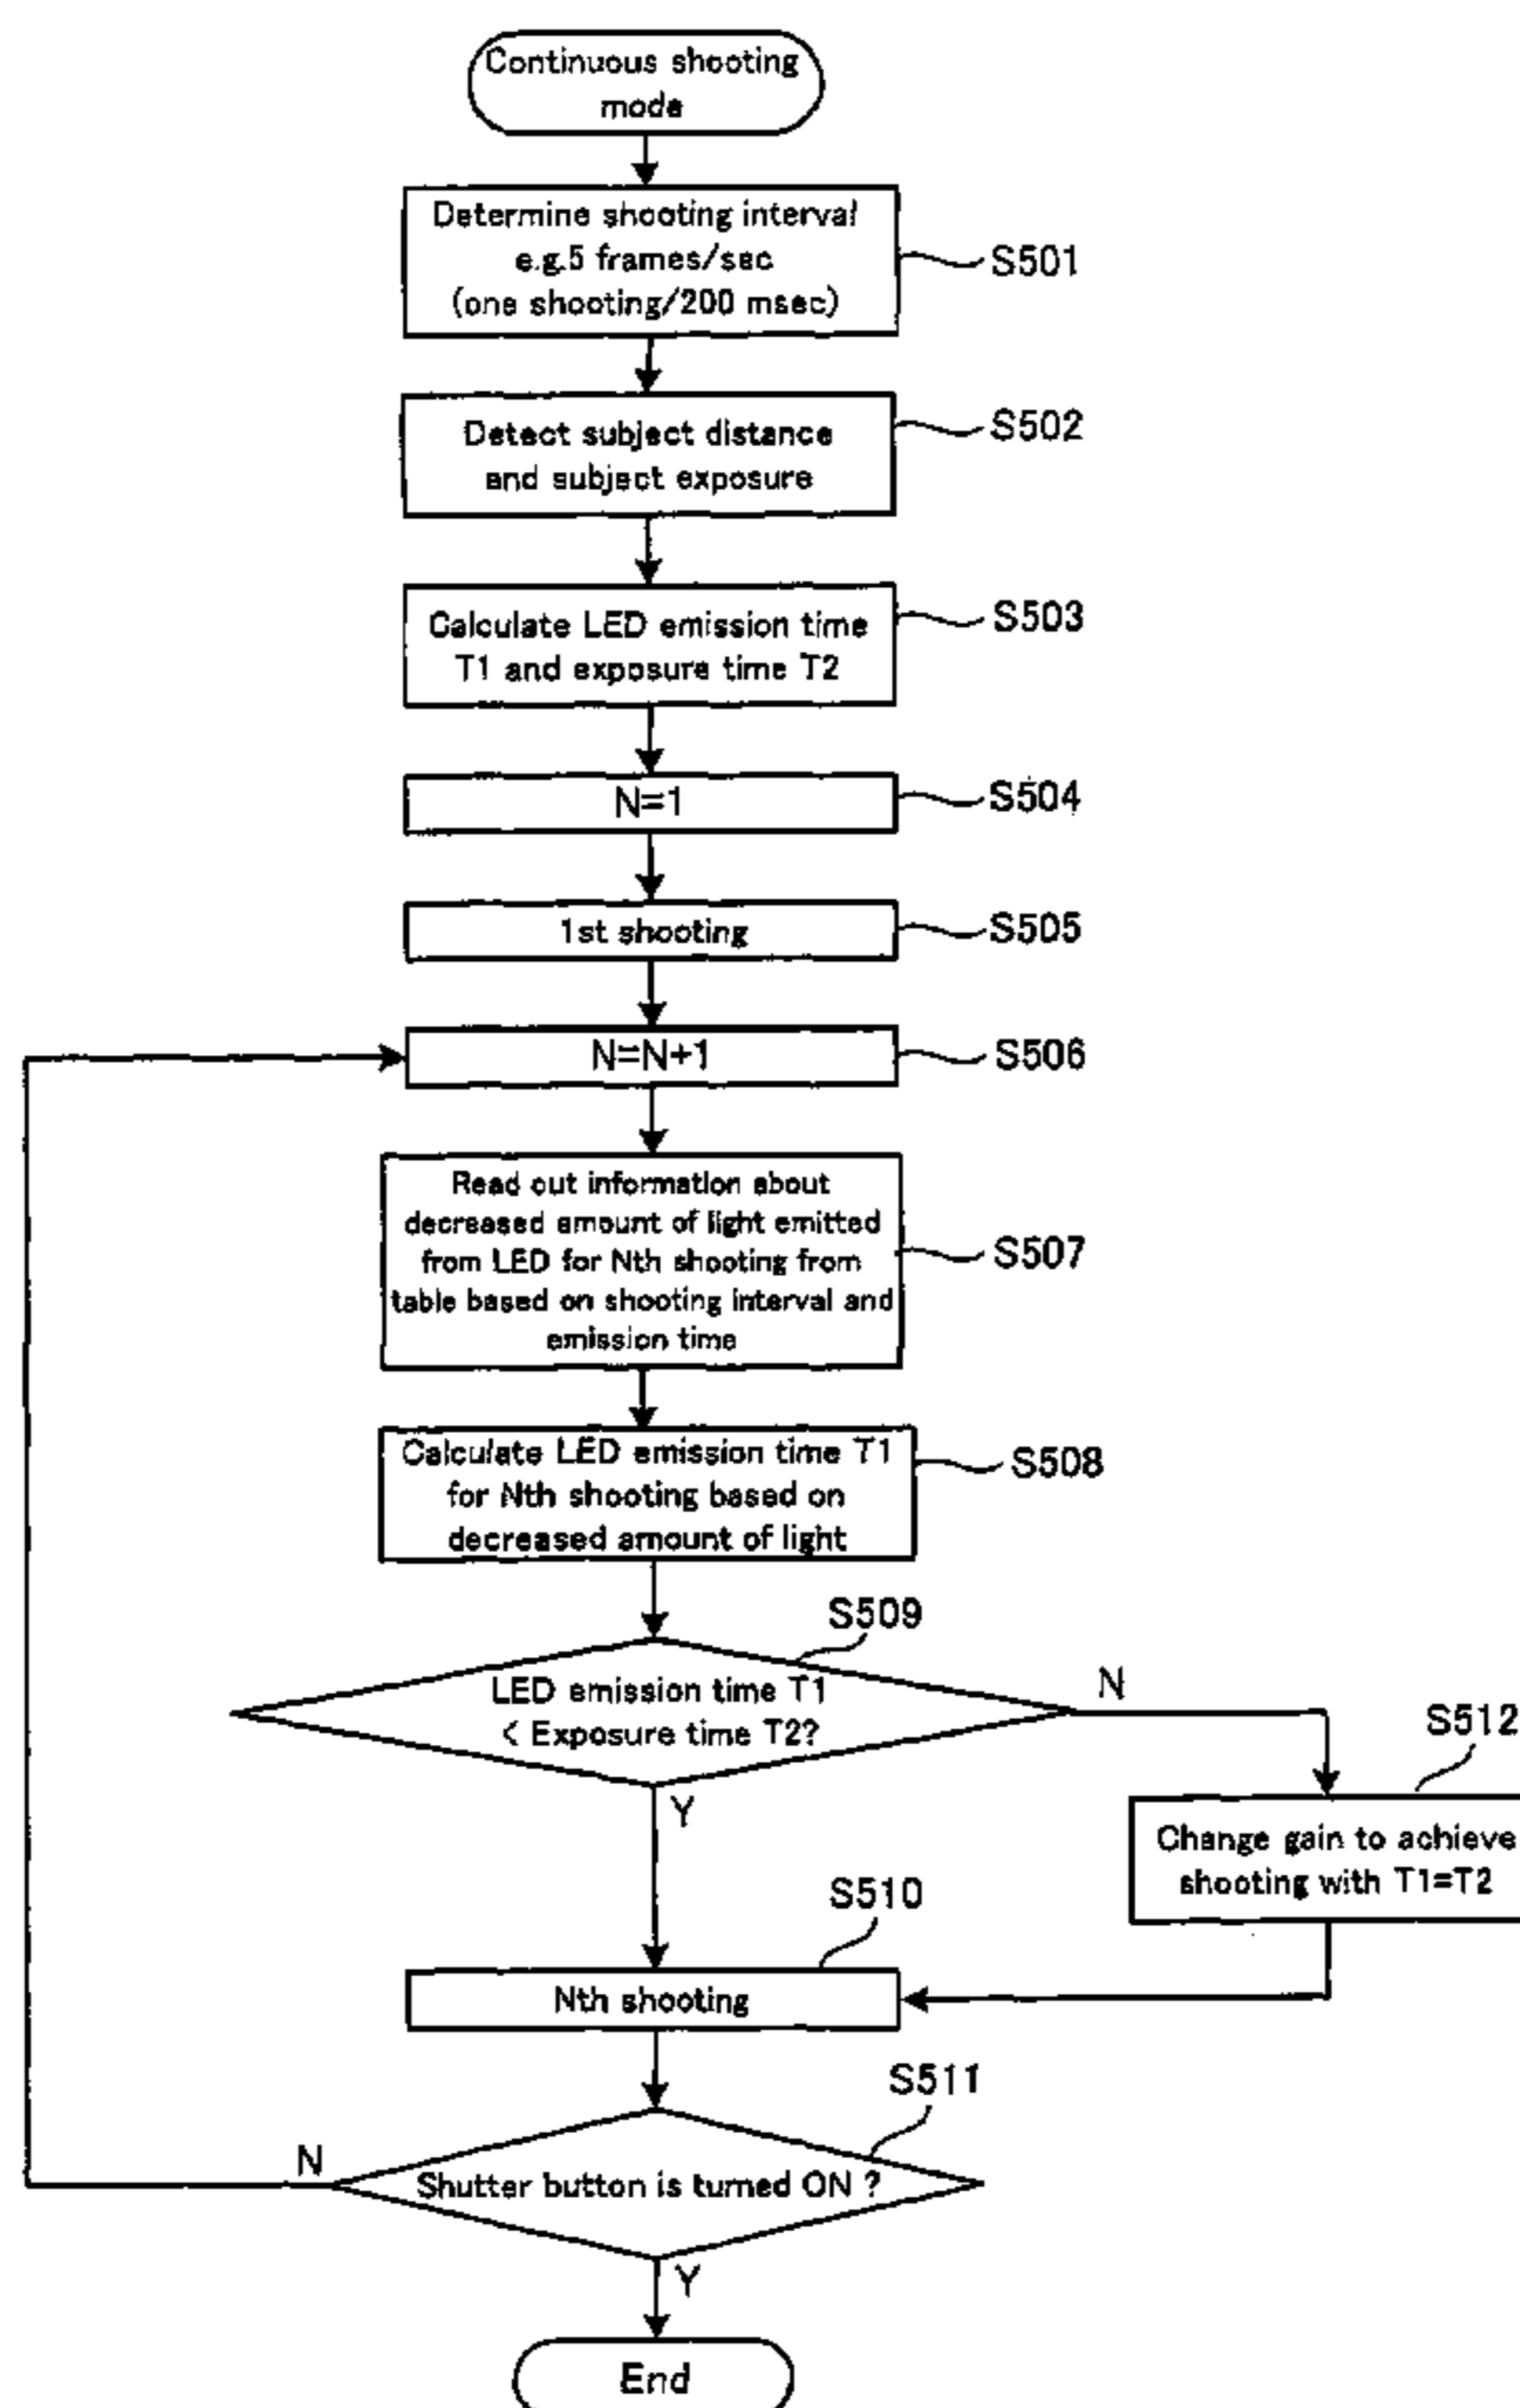 Continuous shooting
mode
Determine shooting interval
e.g.5 frames/sec
(one shooting/200 msec)
S501
Detect subject distance
and subject exposure
S502
Calculate LED emission time
T1 and exposure time T2
S503
N=1
S504
1st shooting
S505
N=N+1
S506
Read out information about
decreased amount of light emitted
from LED for Nth shooting from
table based on shooting interval and
emission time
S507
Calculate LED emission time T1
for Nth shooting based on
decreased amount of light
S508
S509
LED emission time T1
< Exposure time T2?
N
Y
S512
Change gain to achieve
shooting with T1=T2
S510
Nth shooting
S511
Shutter button is turned ON ?
N
Y
End